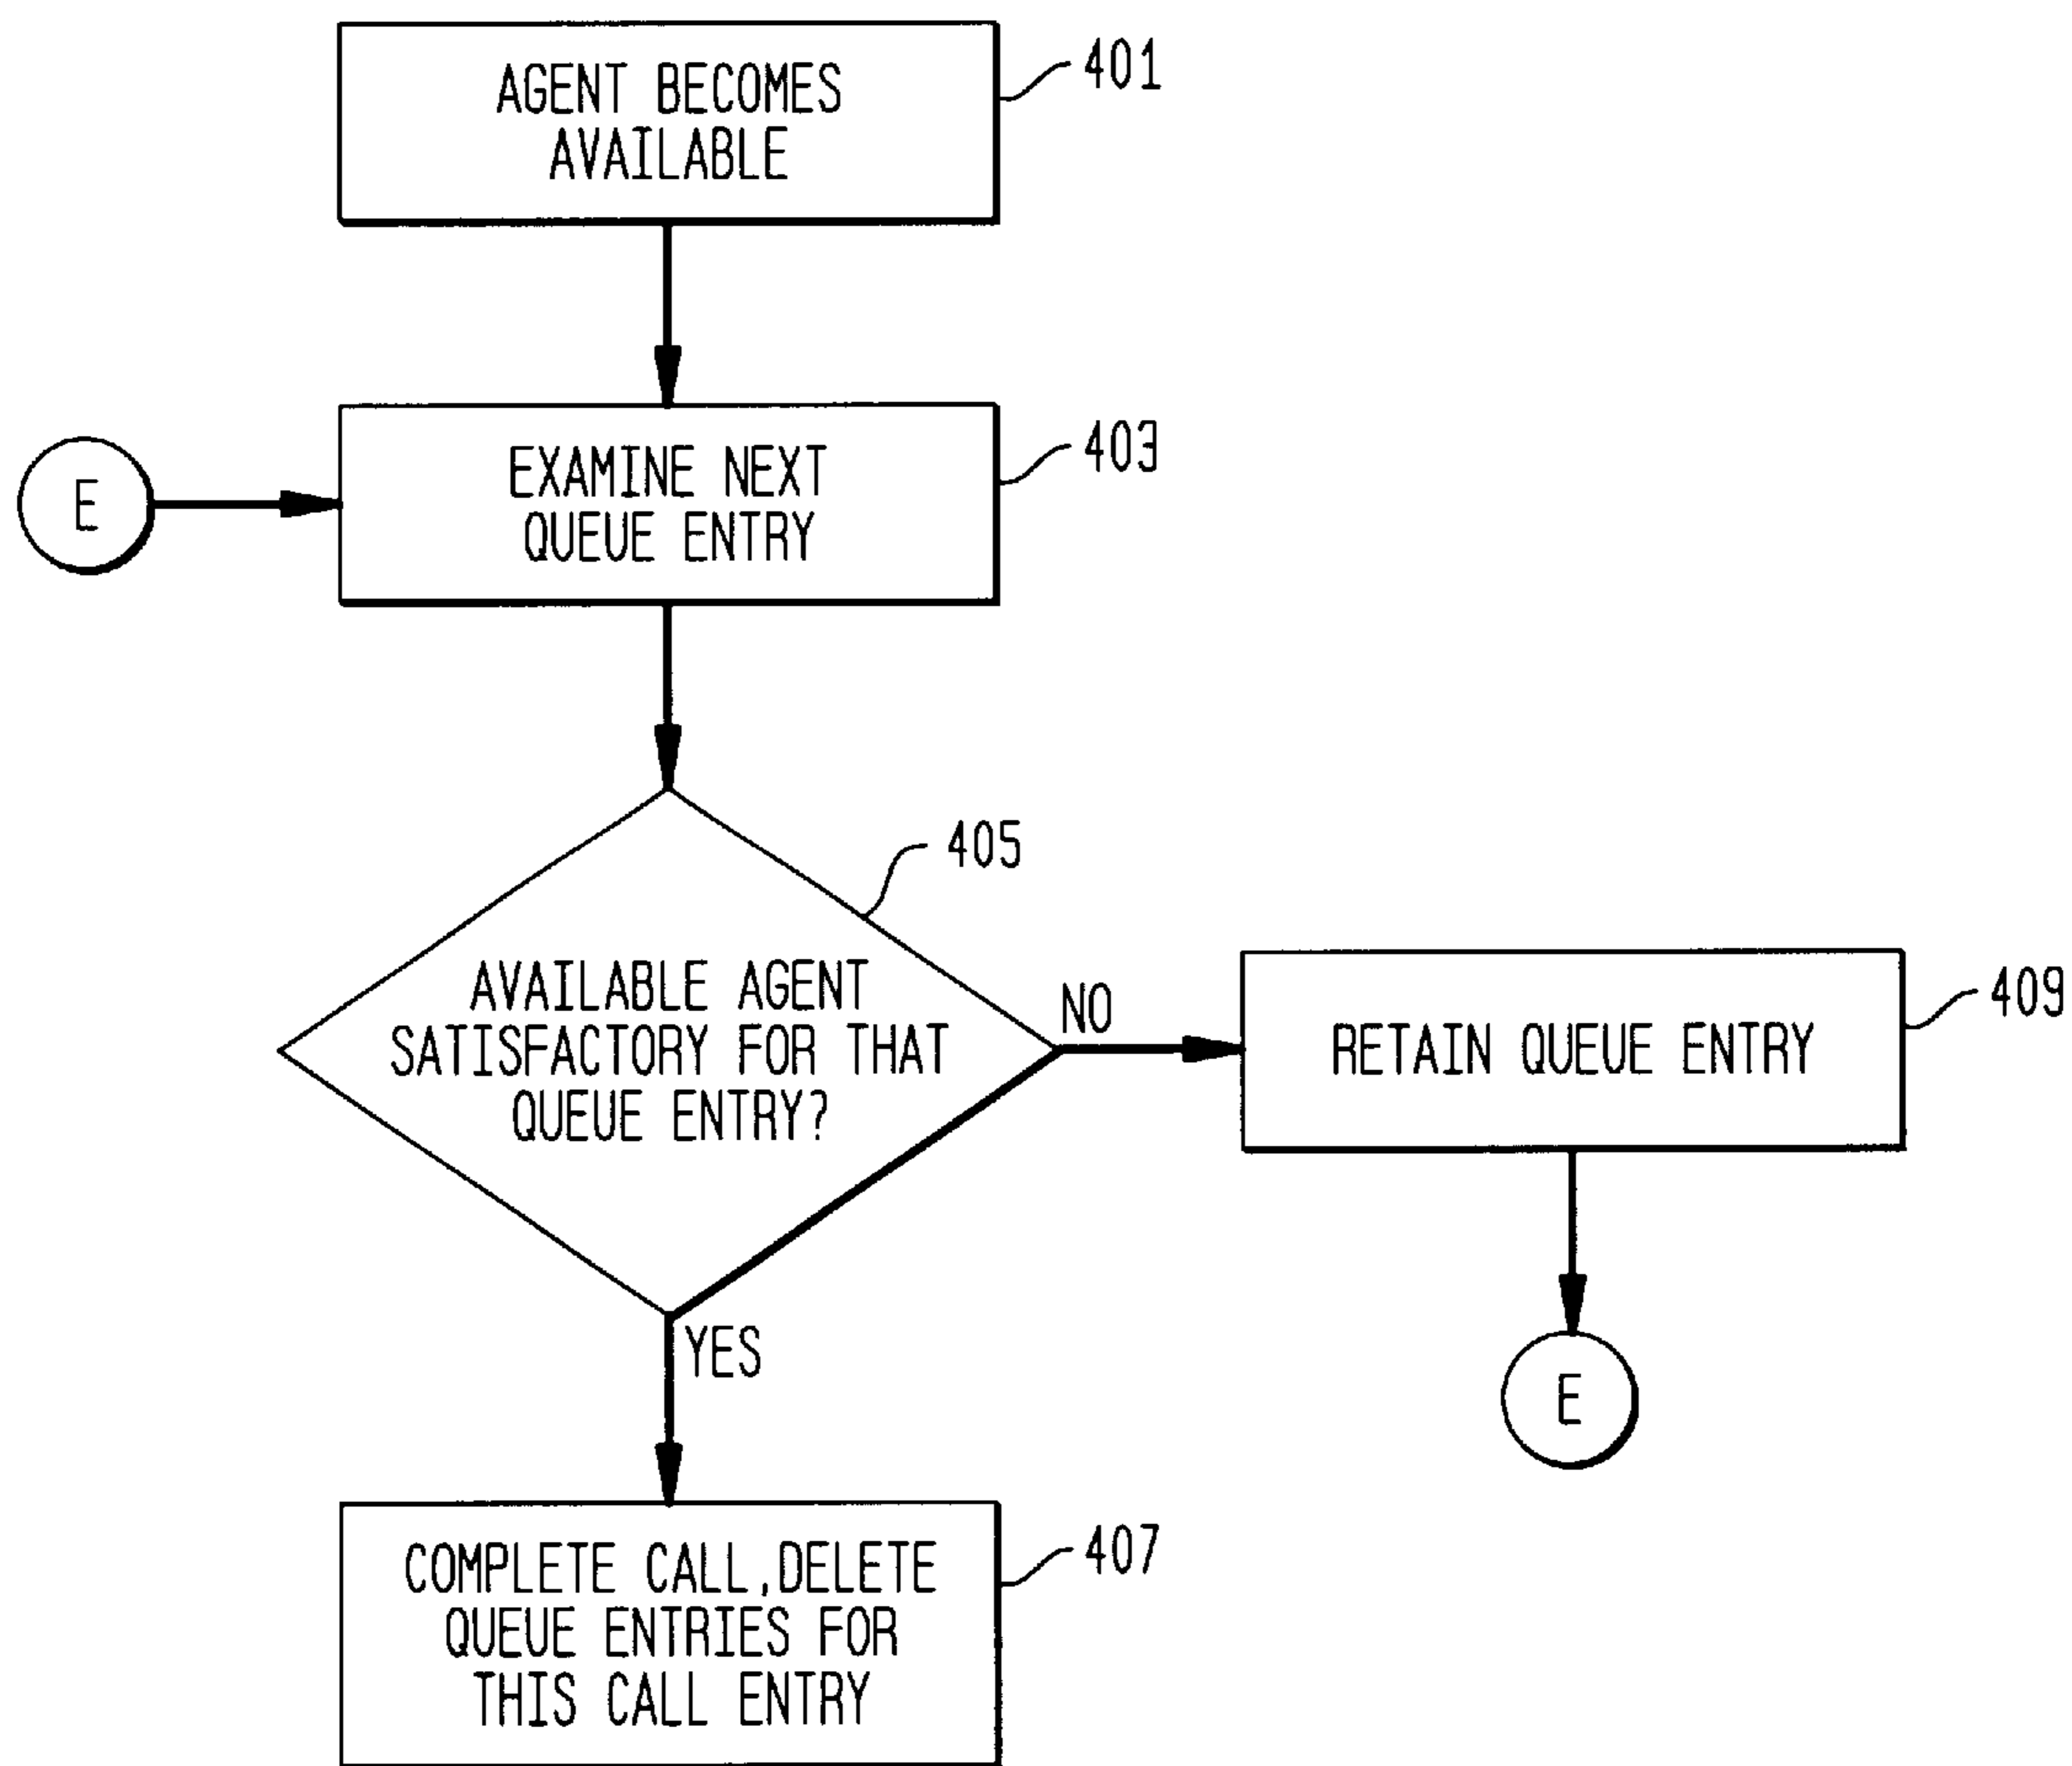 AGENT BECOMES
AVAILABLE
401
E
EXAMINE NEXT
QUEUE ENTRY
403
405
AVAILABLE AGENT
SATISFACTORY FOR THAT
QUEUE ENTRY?
NO
RETAIN QUEUE ENTRY
409
YES
E
COMPLETE CALL, DELETE
QUEUE ENTRIES FOR
THIS CALL ENTRY
407